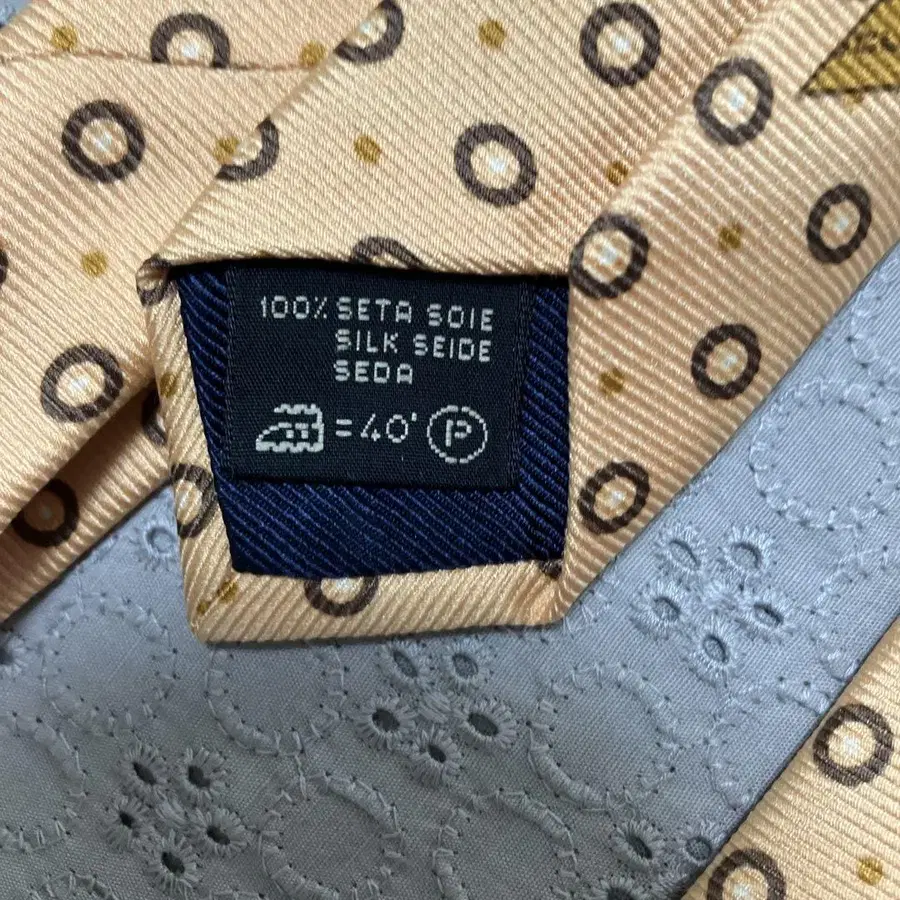 100% SETA SOIE
SILK SEIDE
SEDA
=40° P